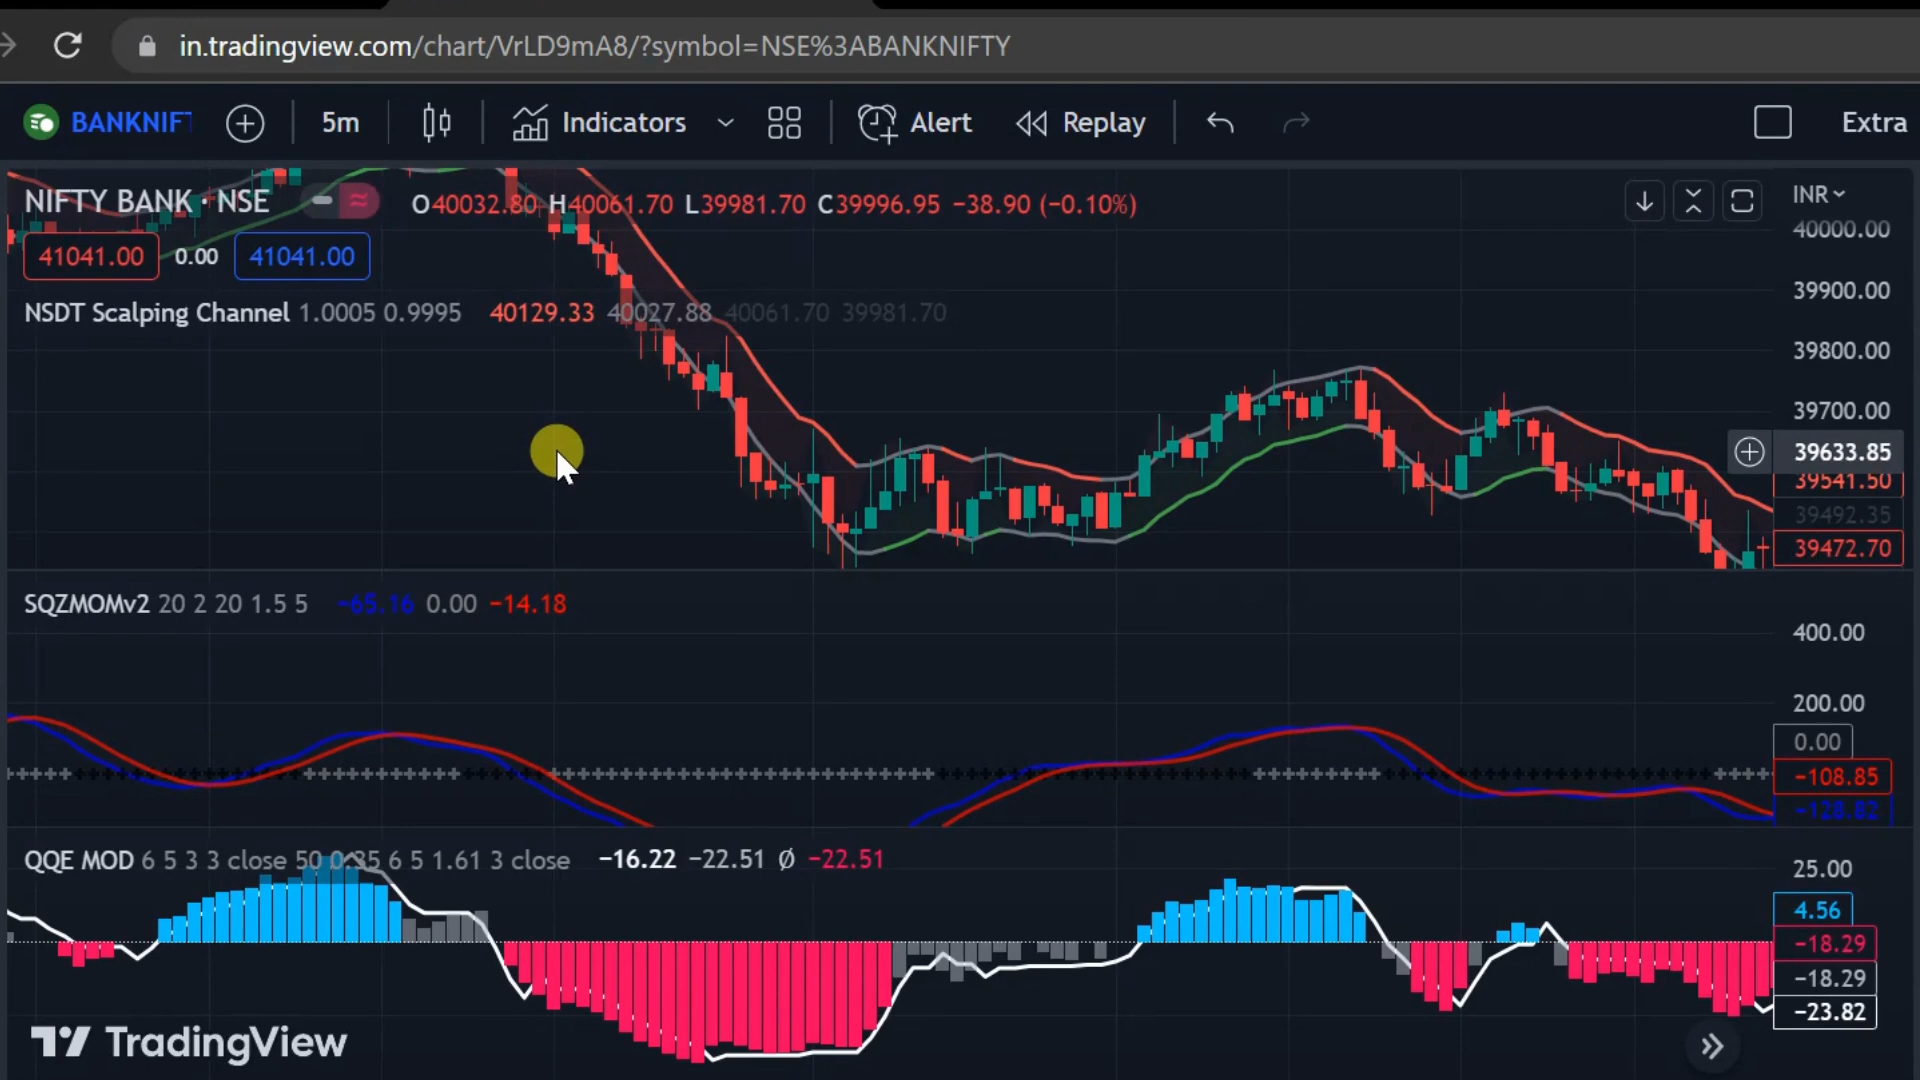 in.tradingview.com/chart/VrLD9mA8/?symbol=NSE%3ABANKNIFTY
BANKNIFT 5m Indicators Alert Replay Extra
NIFTY BANK · NSE O40032.80 H40061.70 L39981.70 C39996.95 −38.90 (−0.10%) INR
41041.00 0.00 41041.00
NSDT Scalping Channel 1.0005 0.9995 40129.33 40027.88 40061.70 39981.70
40000.00
39900.00
39800.00
39700.00
39633.85
39541.50
39492.35
39472.70
SQZMOMv2 20 2 20 1.5 5 −65.16 0.00 −14.18
400.00
200.00
0.00
−108.85
−128.82
QQE MOD 6 5 3 3 close 50 0.35 6 5 1.61 3 close −16.22 −22.51 Ø −22.51
25.00
4.56
−18.29
−18.29
−23.82
TradingView